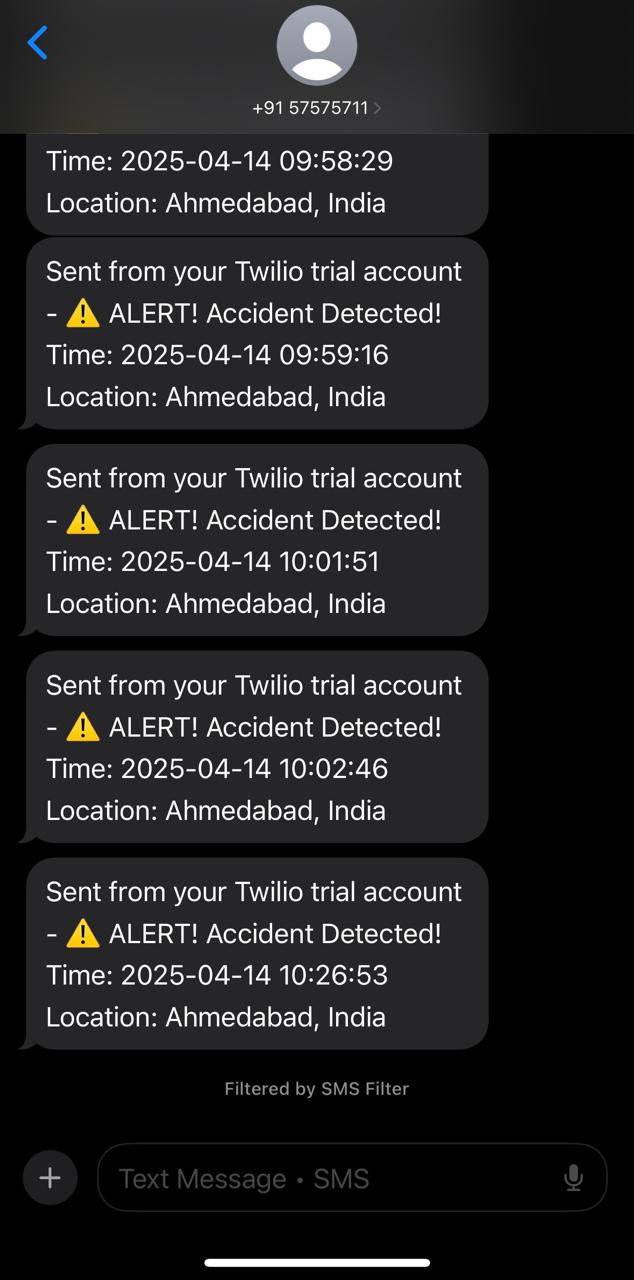 +91 57575711
Time: 2025-04-14 09:58:29
Location: Ahmedabad, India
Sent from your Twilio trial account
- ⚠️ ALERT! Accident Detected!
Time: 2025-04-14 09:59:16
Location: Ahmedabad, India
Sent from your Twilio trial account
- ⚠️ ALERT! Accident Detected!
Time: 2025-04-14 10:01:51
Location: Ahmedabad, India
Sent from your Twilio trial account
- ⚠️ ALERT! Accident Detected!
Time: 2025-04-14 10:02:46
Location: Ahmedabad, India
Sent from your Twilio trial account
- ⚠️ ALERT! Accident Detected!
Time: 2025-04-14 10:26:53
Location: Ahmedabad, India
Filtered by SMS Filter
Text Message • SMS